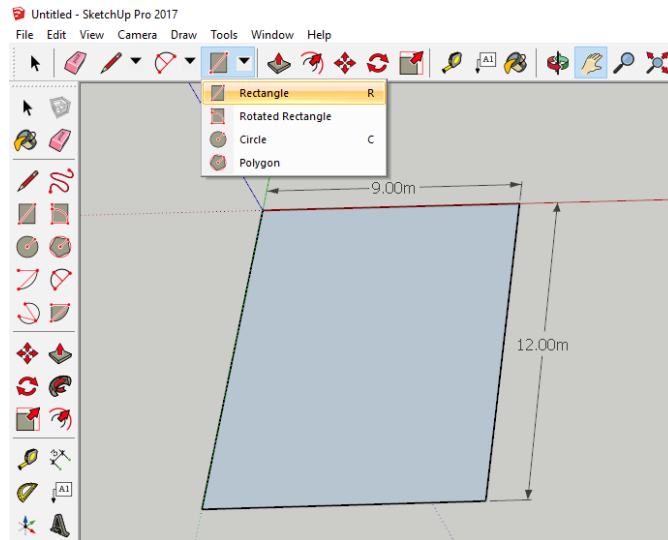 Untitled - SketchUp Pro 2017
File Edit View Camera Draw Tools Window Help
A1
Rectangle R
Rotated Rectangle
Circle C
Polygon
9.00m
12.00m
A1